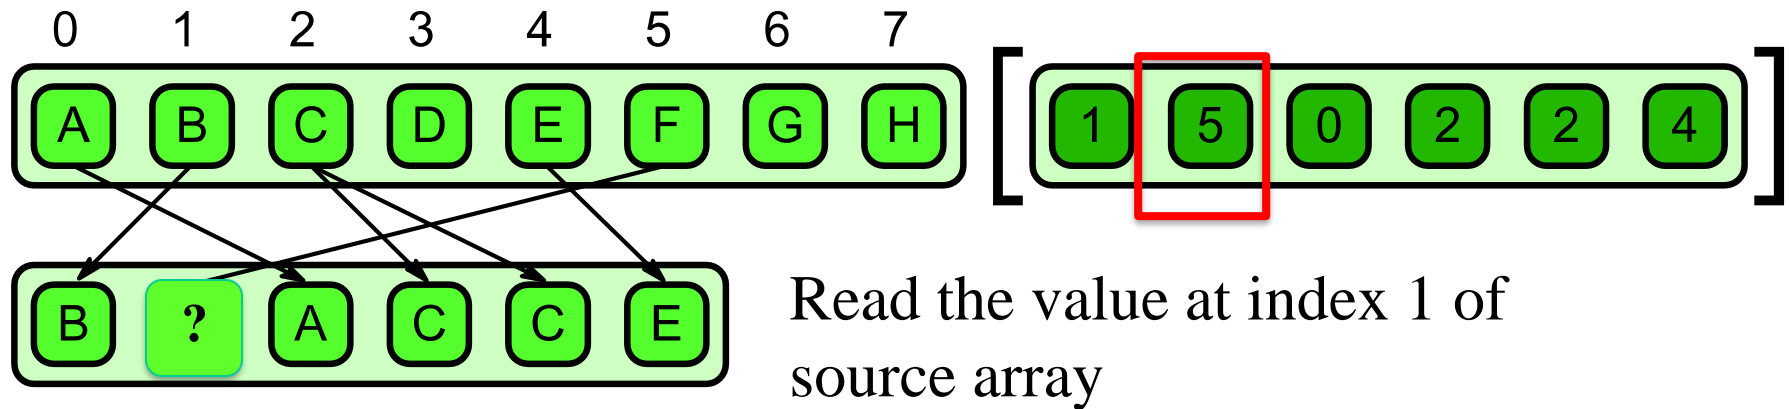 0 1 2 3 4 5 6 7
A B C D E F G H [ 1 5 0 2 2 4 ]
B ? A C C E
Read the value at index 1 of
source array